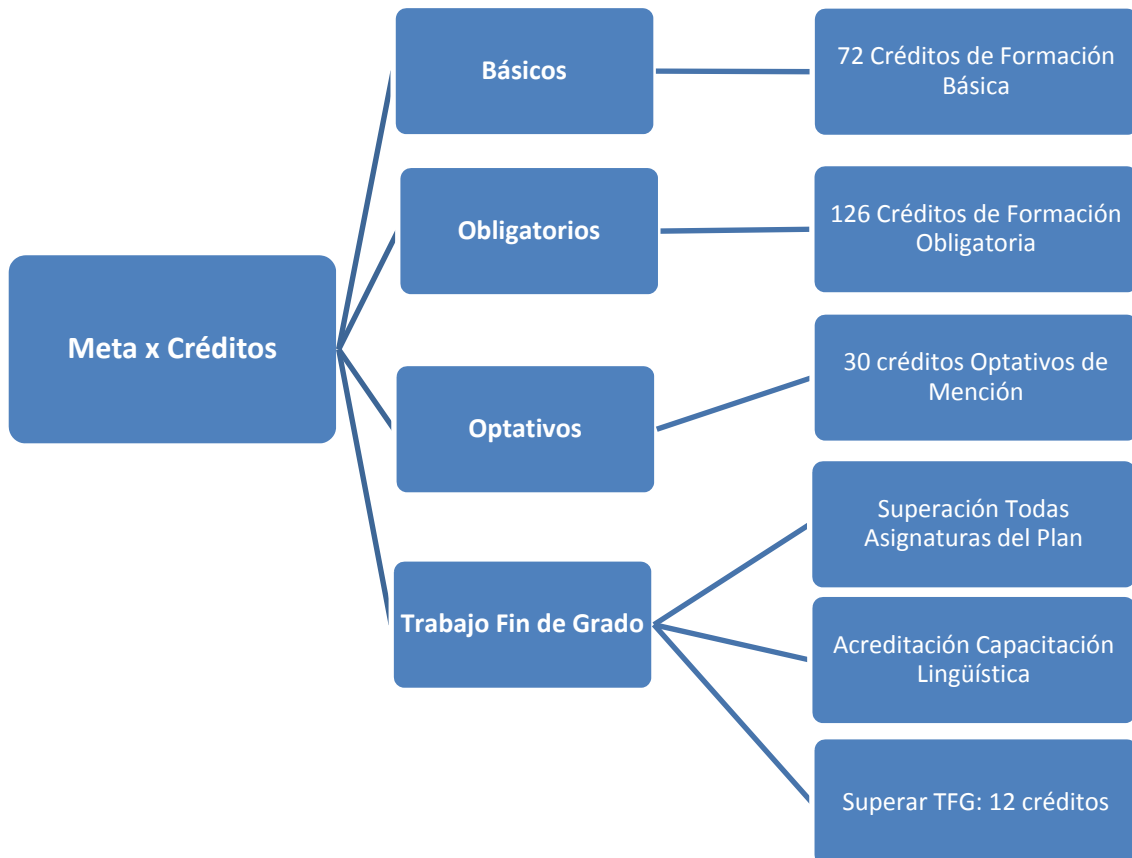 Meta x Créditos
Básicos
72 Créditos de Formación
Básica
Obligatorios
126 Créditos de Formación
Obligatoria
Optativos
30 créditos Optativos de
Mención
Trabajo Fin de Grado
Superación Todas
Asignaturas del Plan
Acreditación Capacitación
Lingüística
Superar TFG: 12 créditos